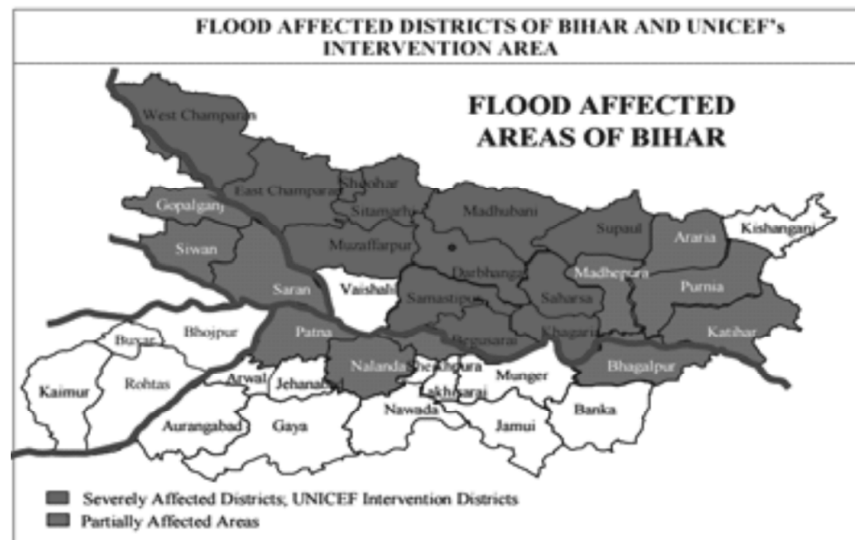 FLOOD AFFECTED DISTRICTS OF BIHAR AND UNICEF's
INTERVENTION AREA
FLOOD AFFECTED
AREAS OF BIHAR
West Champaran
East Champaran
Sheohar
Sitamarhi
Gopalganj
Madhubani
Supaul
Araria
Kishanganj
Siwan
Muzaffarpur
Darbhanga
Madhepura
Purnia
Saran
Vaishali
Samastipur
Saharsa
Bhojpur
Patna
Begusarai
Khagaria
Katihar
Buxar
Nalanda
Sheikhpura
Bhagalpur
Kaimur
Rohtas
Arwal
Jehanabad
Munger
Lakhisarai
Nawada
Banka
Aurangabad
Gaya
Jamui
Severely Affected Districts; UNICEF Intervention Districts
Partially Affected Areas